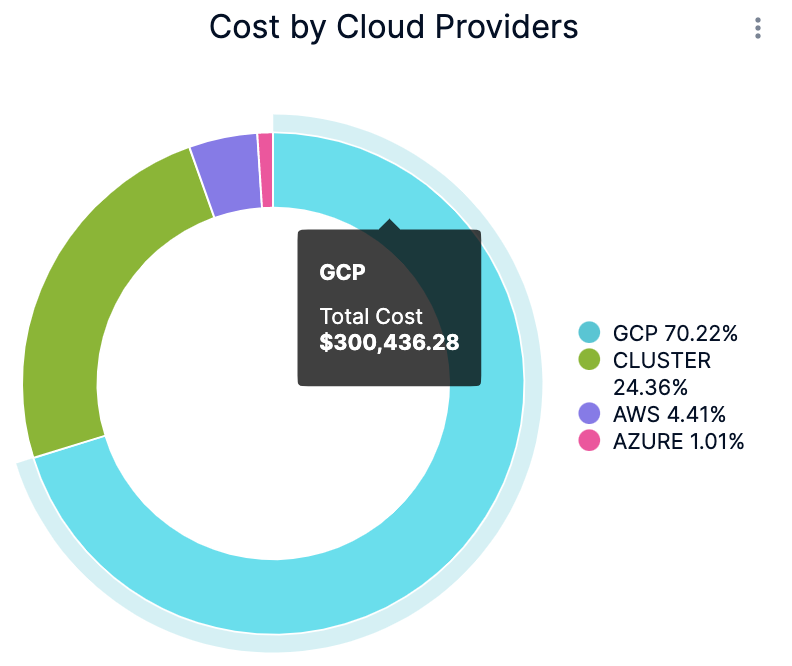 Cost by Cloud Providers
GCP
Total Cost
$300,436.28
GCP 70.22%
CLUSTER
24.36%
AWS 4.41%
AZURE 1.01%